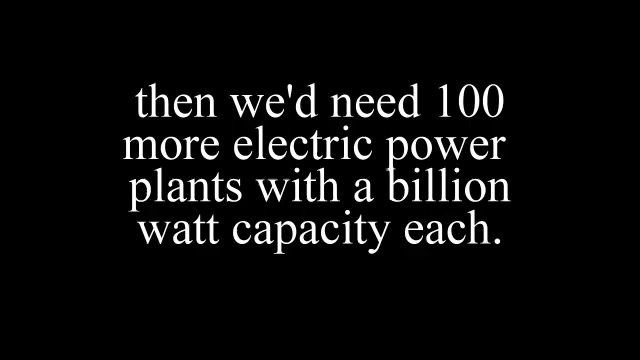 then we'd need 100
more electric power
plants with a billion
watt capacity each.